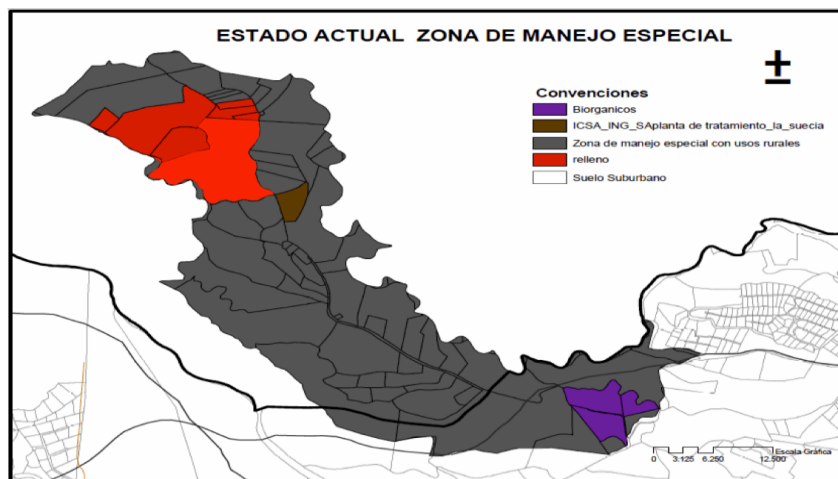 ESTADO ACTUAL ZONA DE MANEJO ESPECIAL
Convenciones
Biorganicos
ICSA_ING_SAplanta de tratamiento_la_suecia
Zona de manejo especial con usos rurales
relleno
Suelo Suburbano
Escala Gráfica
0 3.125 6.250 12.500